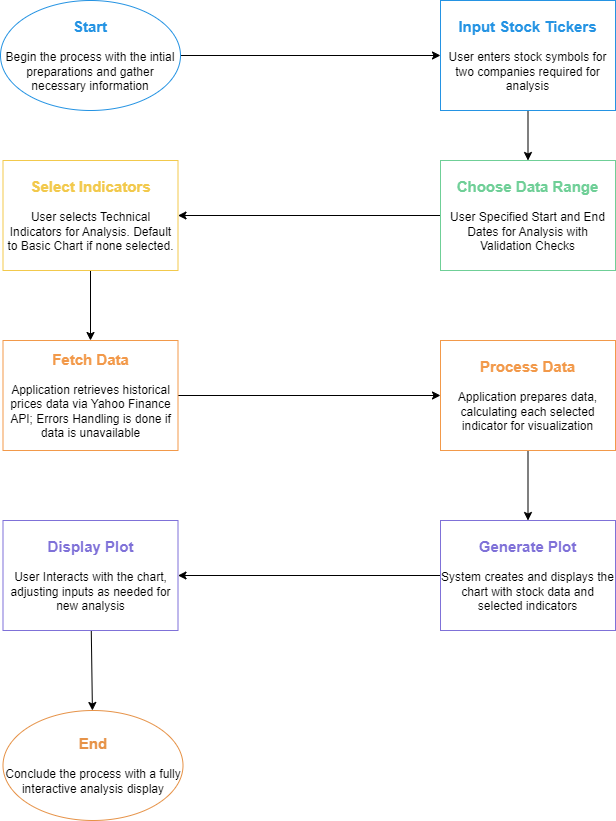 Start
Begin the process with the intial
preparations and gather
necessary information
Input Stock Tickers
User enters stock symbols for
two companies required for
analysis
Select Indicators
User selects Technical
Indicators for Analysis. Default
to Basic Chart if none selected.
Choose Data Range
User Specified Start and End
Dates for Analysis with
Validation Checks
Fetch Data
Application retrieves historical
prices data via Yahoo Finance
API; Errors Handling is done if
data is unavailable
Process Data
Application prepares data,
calculating each selected
indicator for visualization
Display Plot
User Interacts with the chart,
adjusting inputs as needed for
new analysis
Generate Plot
System creates and displays the
chart with stock data and
selected indicators
End
Conclude the process with a fully
interactive analysis display